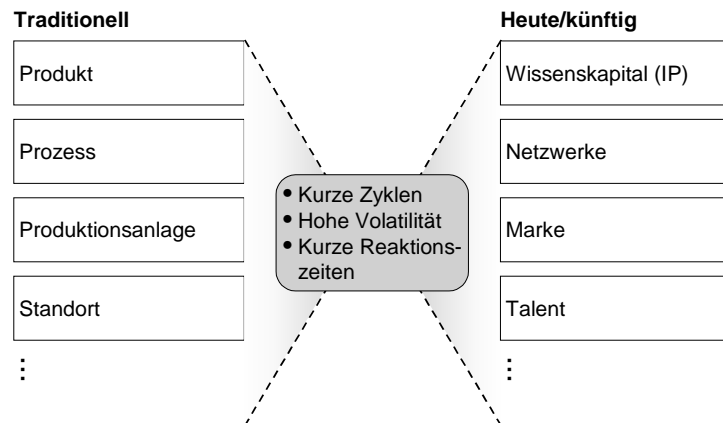 Traditionell
Produkt
Prozess
Produktionsanlage
Standort
⋮
• Kurze Zyklen
• Hohe Volatilität
• Kurze Reaktions-
zeiten
Heute/künftig
Wissenskapital (IP)
Netzwerke
Marke
Talent
⋮